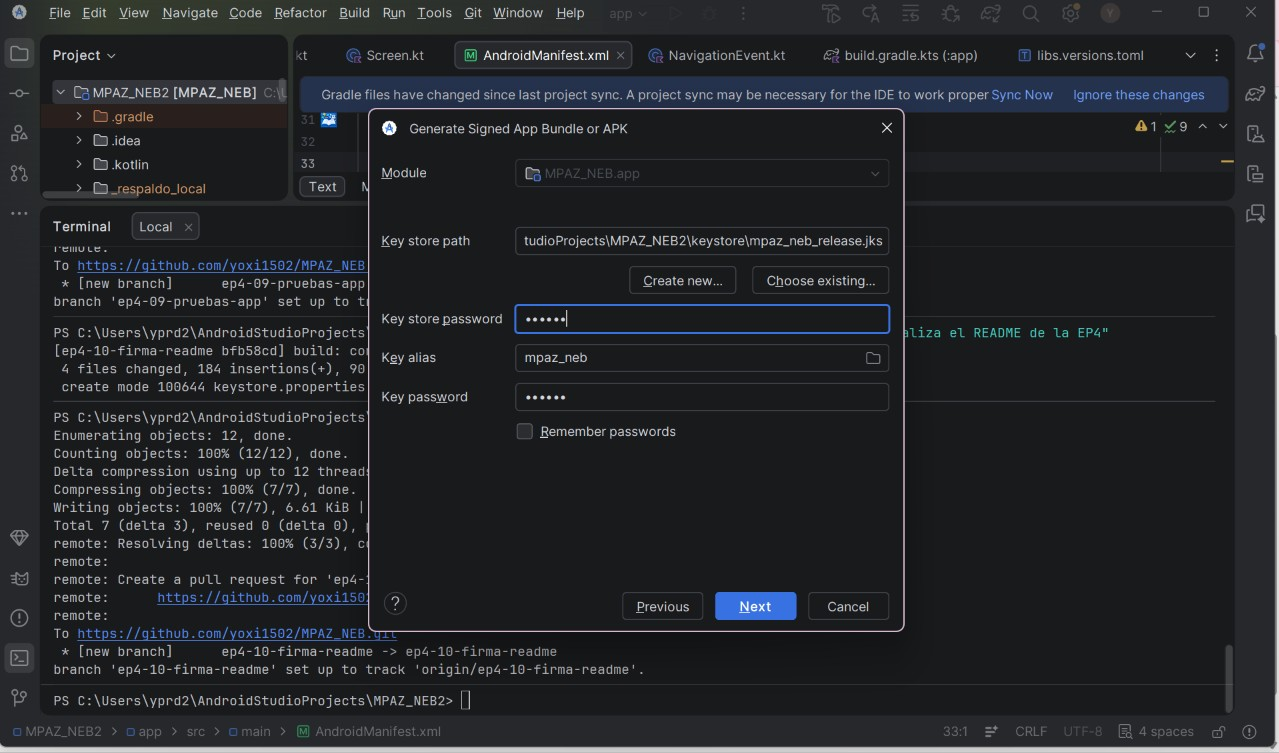 File Edit View Navigate Code Refactor Build Run Tools Git Window Help app Y
Project
kt Screen.kt AndroidManifest.xml NavigationEvent.kt build.gradle.kts (:app) libs.versions.toml
MPAZ_NEB2 [MPAZ_NEB]
.gradle
.idea
.kotlin
_respaldo_local
Gradle files have changed since last project sync. A project sync may be necessary for the IDE to work proper Sync Now Ignore these changes
31
32
33
1 9
Text
Terminal Local
remote:
To https://github.com/yoxi1502/MPAZ_NEB
* [new branch] ep4-09-pruebas-app
branch 'ep4-09-pruebas-app' set up to t
PS C:\Users\yprd2\AndroidStudioProjects\ aliza el README de la EP4"
[ep4-10-firma-readme bfb58cd] build: co
4 files changed, 184 insertions(+), 90
create mode 100644 keystore.properties
PS C:\Users\yprd2\AndroidStudioProjects\
Enumerating objects: 12, done.
Counting objects: 100% (12/12), done.
Delta compression using up to 12 threads
Compressing objects: 100% (7/7), done.
Writing objects: 100% (7/7), 6.61 KiB |
Total 7 (delta 3), reused 0 (delta 0),
remote: Resolving deltas: 100% (3/3), c
remote:
remote: Create a pull request for 'ep4-
remote: https://github.com/yoxi1502
remote:
To https://github.com/yoxi1502/MPAZ_NEB.git
* [new branch] ep4-10-firma-readme -> ep4-10-firma-readme
branch 'ep4-10-firma-readme' set up to track 'origin/ep4-10-firma-readme'.
PS C:\Users\yprd2\AndroidStudioProjects\MPAZ_NEB2>
Generate Signed App Bundle or APK
Module MPAZ_NEB.app
Key store path tudioProjects\MPAZ_NEB2\keystore\mpaz_neb_release.jks
Create new... Choose existing...
Key store password ••••••
Key alias mpaz_neb
Key password ••••••
Remember passwords
? Previous Next Cancel
MPAZ_NEB2 > app > src > main > AndroidManifest.xml 33:1 CRLF UTF-8 4 spaces